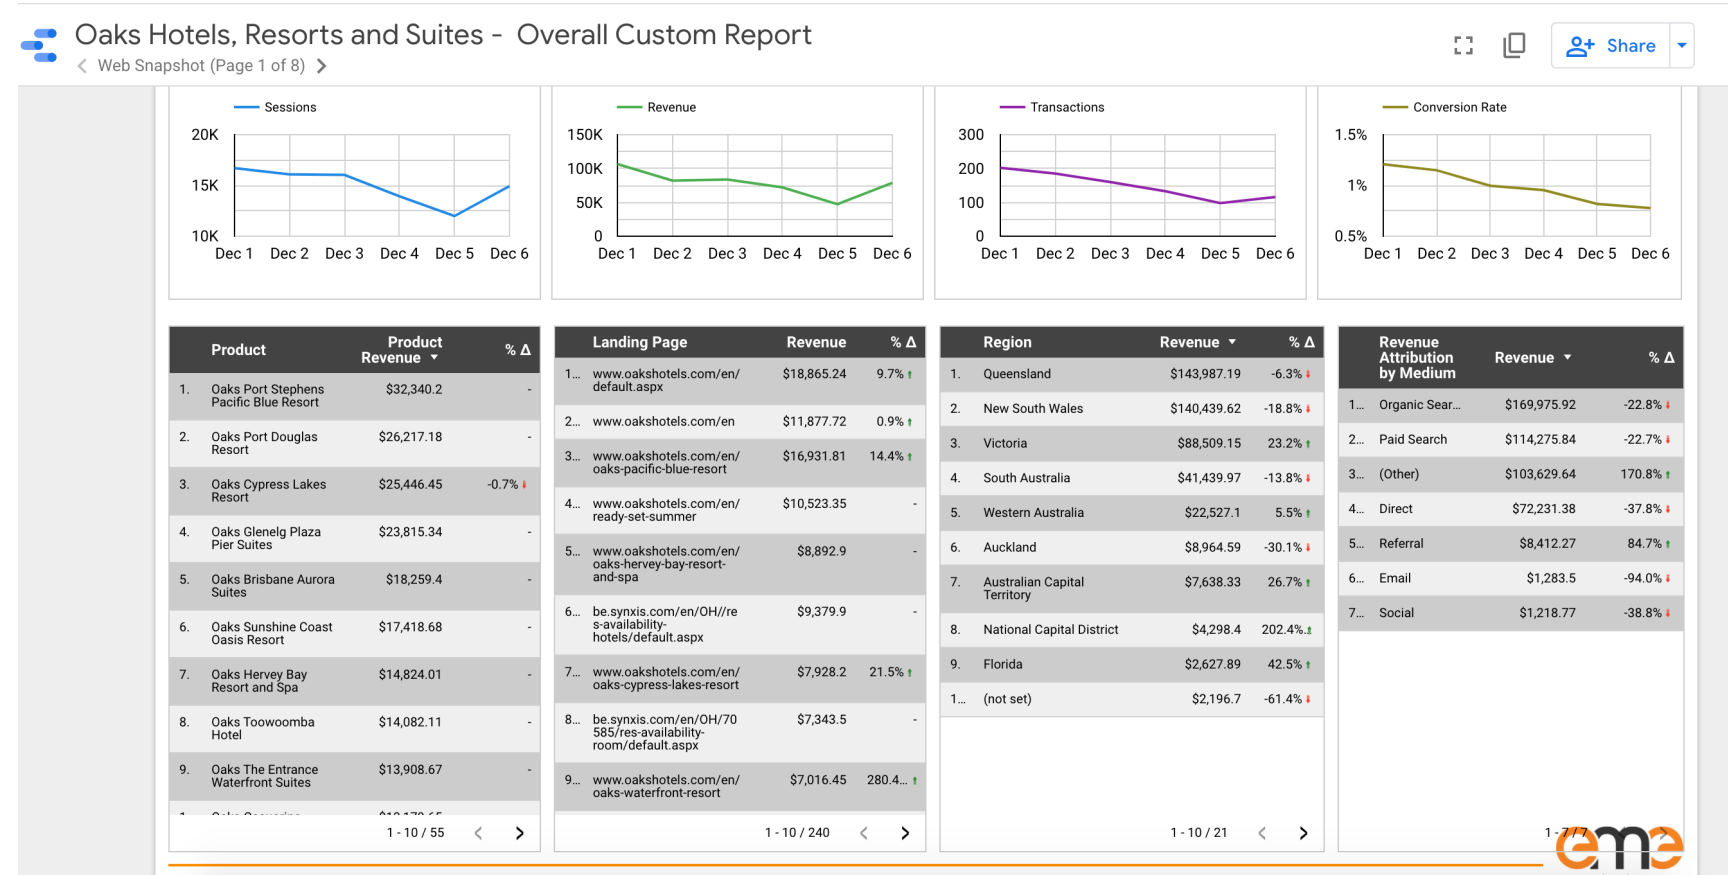 Oaks Hotels, Resorts and Suites - Overall Custom Report
Web Snapshot (Page 1 of 8)
Share
Sessions
20K
15K
10K
Dec 1 Dec 2 Dec 3 Dec 4 Dec 5 Dec 6
Revenue
150K
100K
50K
0
Dec 1 Dec 2 Dec 3 Dec 4 Dec 5 Dec 6
Transactions
300
200
100
0
Dec 1 Dec 2 Dec 3 Dec 4 Dec 5 Dec 6
Conversion Rate
1.5%
1%
0.5%
Dec 1 Dec 2 Dec 3 Dec 4 Dec 5 Dec 6
Product
Product
Revenue
% Δ
1. Oaks Port Stephens $32,340.2 -
Pacific Blue Resort
2. Oaks Port Douglas $26,217.18 -
Resort
3. Oaks Cypress Lakes $25,446.45 -0.7%
Resort
4. Oaks Glenelg Plaza $23,815.34 -
Pier Suites
5. Oaks Brisbane Aurora $18,259.4 -
Suites
6. Oaks Sunshine Coast $17,418.68 -
Oasis Resort
7. Oaks Hervey Bay $14,824.01 -
Resort and Spa
8. Oaks Toowoomba $14,082.11 -
Hotel
9. Oaks The Entrance $13,908.67 -
Waterfront Suites
1 - 10 / 55
Landing Page Revenue % Δ
1... www.oakshotels.com/en/ $18,865.24 9.7%
default.aspx
2... www.oakshotels.com/en $11,877.72 0.9%
3... www.oakshotels.com/en/ $16,931.81 14.4%
oaks-pacific-blue-resort
4... www.oakshotels.com/en/ $10,523.35 -
ready-set-summer
5... www.oakshotels.com/en/ $8,892.9 -
oaks-hervey-bay-resort-
and-spa
6... be.synxis.com/en/OH//re $9,379.9 -
s-availability-
hotels/default.aspx
7... www.oakshotels.com/en/ $7,928.2 21.5%
oaks-cypress-lakes-resort
8... be.synxis.com/en/OH/70 $7,343.5 -
585/res-availability-
room/default.aspx
9... www.oakshotels.com/en/ $7,016.45 280.4...
oaks-waterfront-resort
1 - 10 / 240
Region Revenue % Δ
1. Queensland $143,987.19 -6.3%
2. New South Wales $140,439.62 -18.8%
3. Victoria $88,509.15 23.2%
4. South Australia $41,439.97 -13.8%
5. Western Australia $22,527.1 5.5%
6. Auckland $8,964.59 -30.1%
7. Australian Capital $7,638.33 26.7%
Territory
8. National Capital District $4,298.4 202.4%.
9. Florida $2,627.89 42.5%
1... (not set) $2,196.7 -61.4%
1 - 10 / 21
Revenue
Attribution
by Medium
Revenue % Δ
1... Organic Sear... $169,975.92 -22.8%
2... Paid Search $114,275.84 -22.7%
3... (Other) $103,629.64 170.8%
4... Direct $72,231.38 -37.8%
5... Referral $8,412.27 84.7%
6... Email $1,283.5 -94.0%
7... Social $1,218.77 -38.8%
1 - 7 / 7
eme